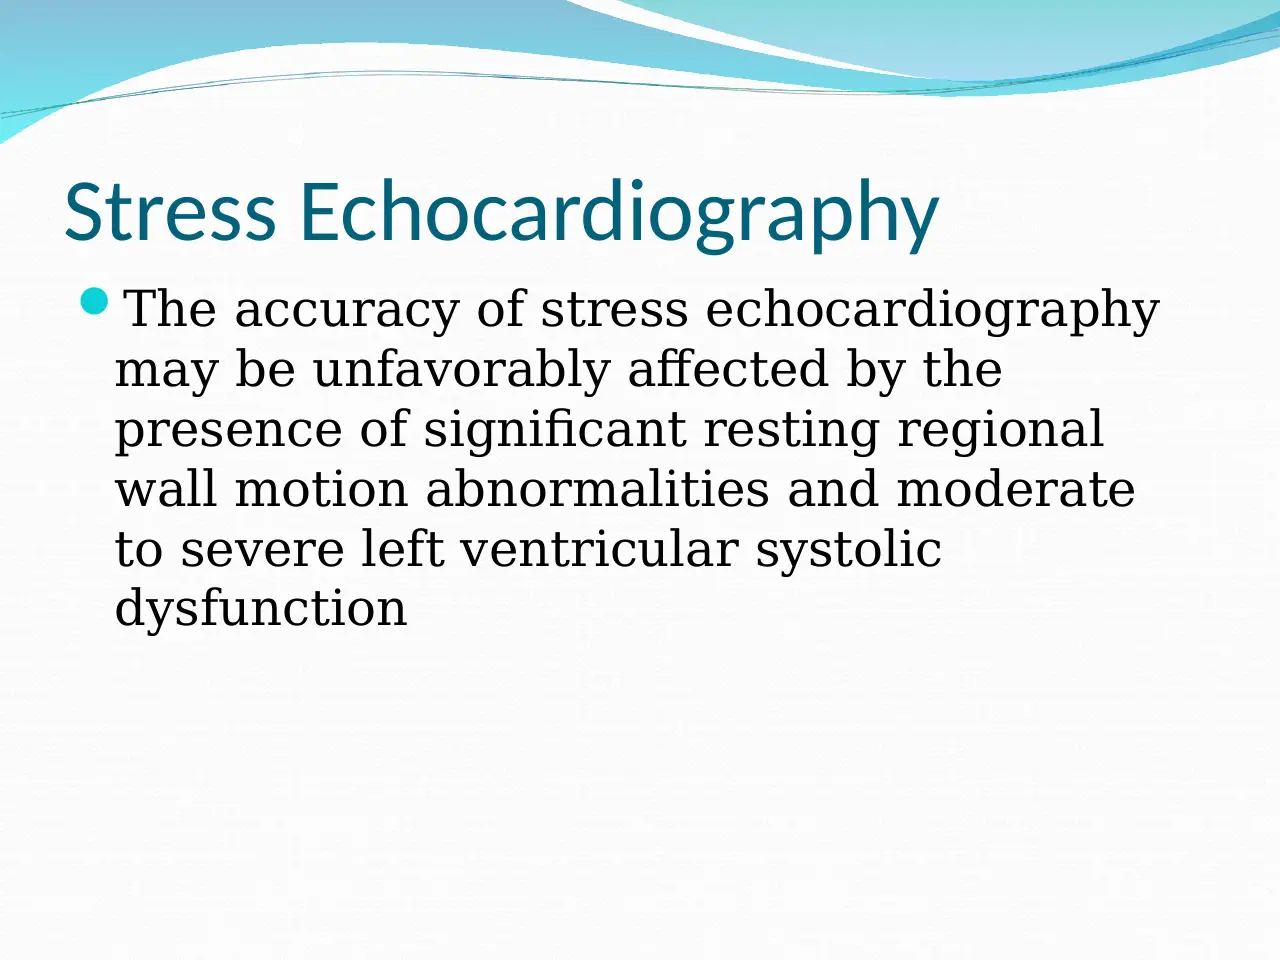 Stress Echocardiography
The accuracy of stress echocardiography
may be unfavorably affected by the
presence of significant resting regional
wall motion abnormalities and moderate
to severe left ventricular systolic
dysfunction